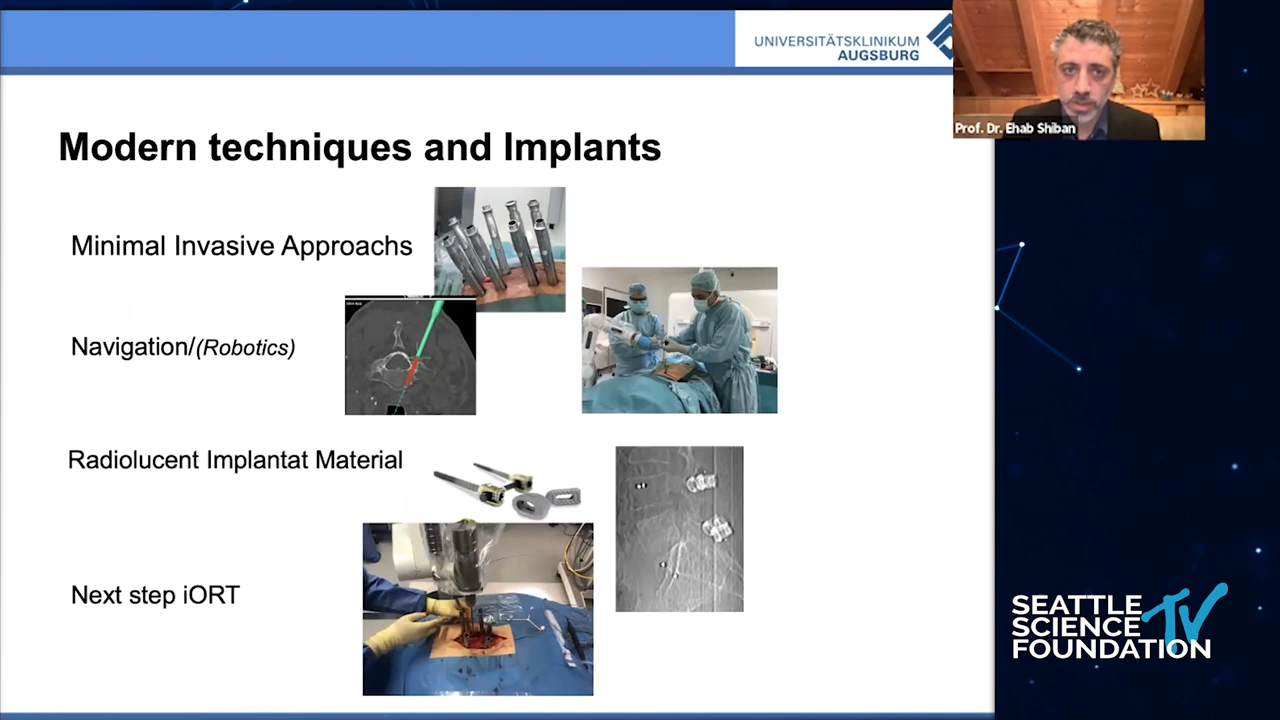 UNIVERSITÄTSKLINIKUM
AUGSBURG
Prof. Dr. Ehab Shiban
Modern techniques and Implants
Minimal Invasive Approachs
Navigation/(Robotics)
Radiolucent Implantat Material
Next step iORT
SEATTLE
SCIENCE TV
FOUNDATION